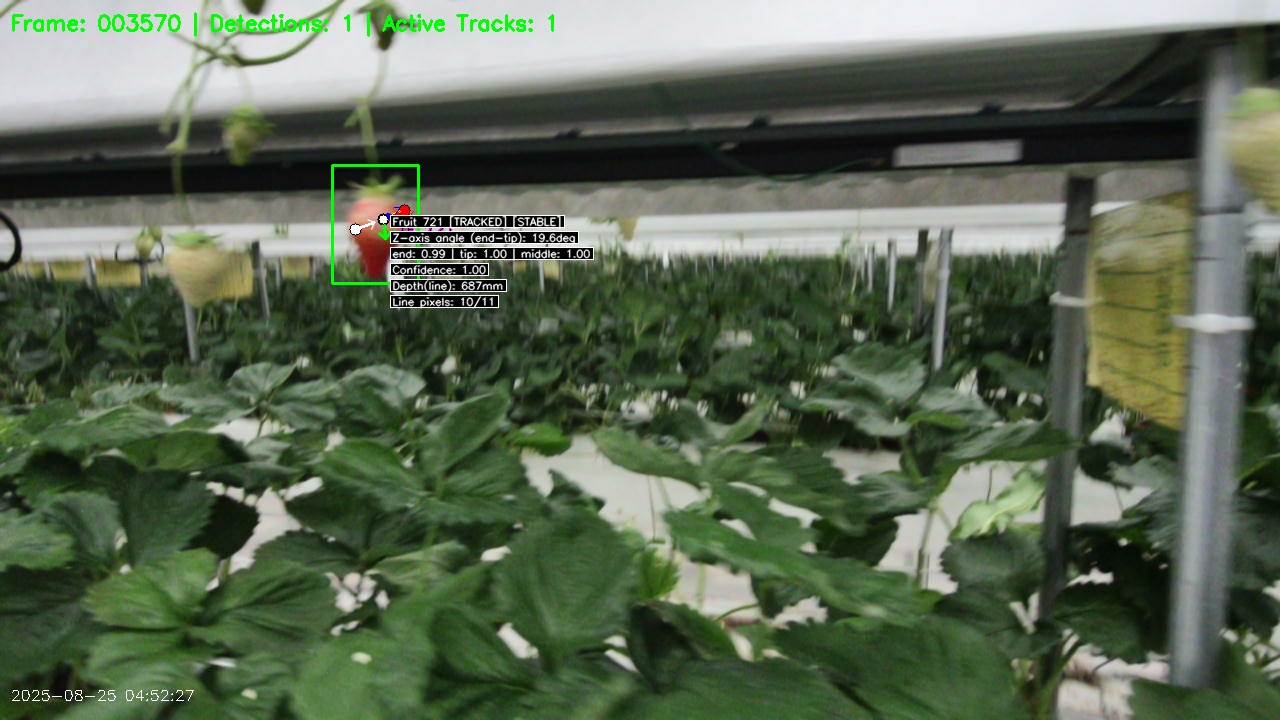 Frame: 003570 | Detections: 1 | Active Tracks: 1
Fruit 721 [TRACKED] [STABLE]
Z-axis angle (end-tip): 19.6deg
end: 0.99 | tip: 1.00 | middle: 1.00
Confidence: 1.00
Depth(line): 687mm
Line pixels: 10/11
2025-08-25 04:52:27